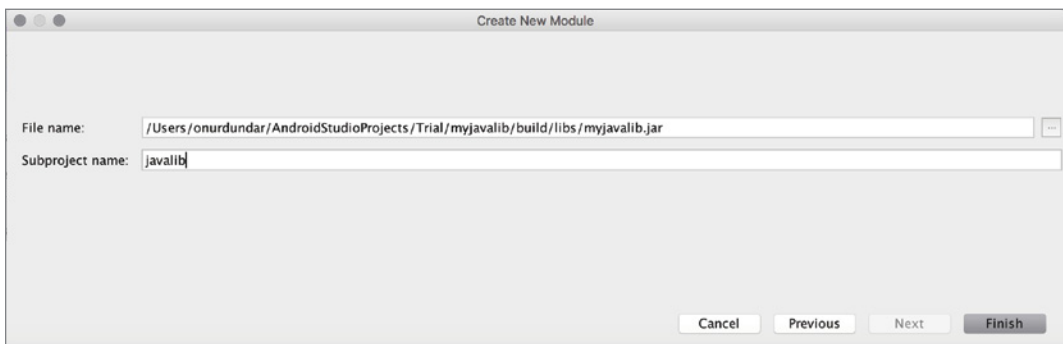 Create New Module
File name: /Users/onurdundar/AndroidStudioProjects/Trial/myjavalib/build/libs/myjavalib.jar ...
Subproject name: javalib
Cancel Previous Next Finish